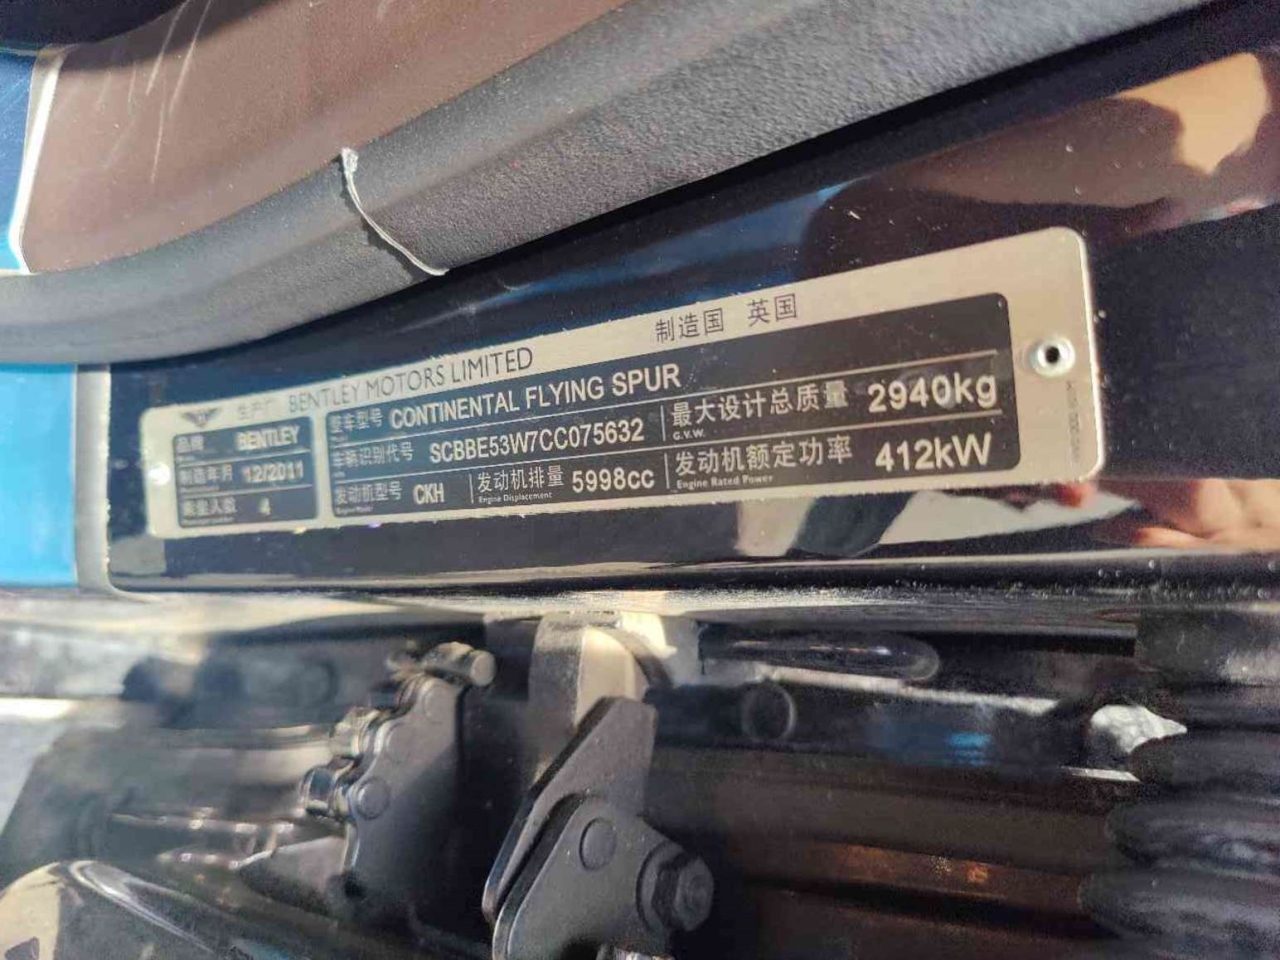 生产厂 BENTLEY MOTORS LIMITED 制造国 英国
品牌 BENTLEY
制造年月 12/2011
乘坐人数 4
整车型号 CONTINENTAL FLYING SPUR
车辆识别代号 SCBBE53W7CC075632
最大设计总质量 2940kg
G.V.W.
发动机型号 CKH
Engine Model
发动机排量 5998cc
Engine Displacement
发动机额定功率 412kW
Engine Rated Power